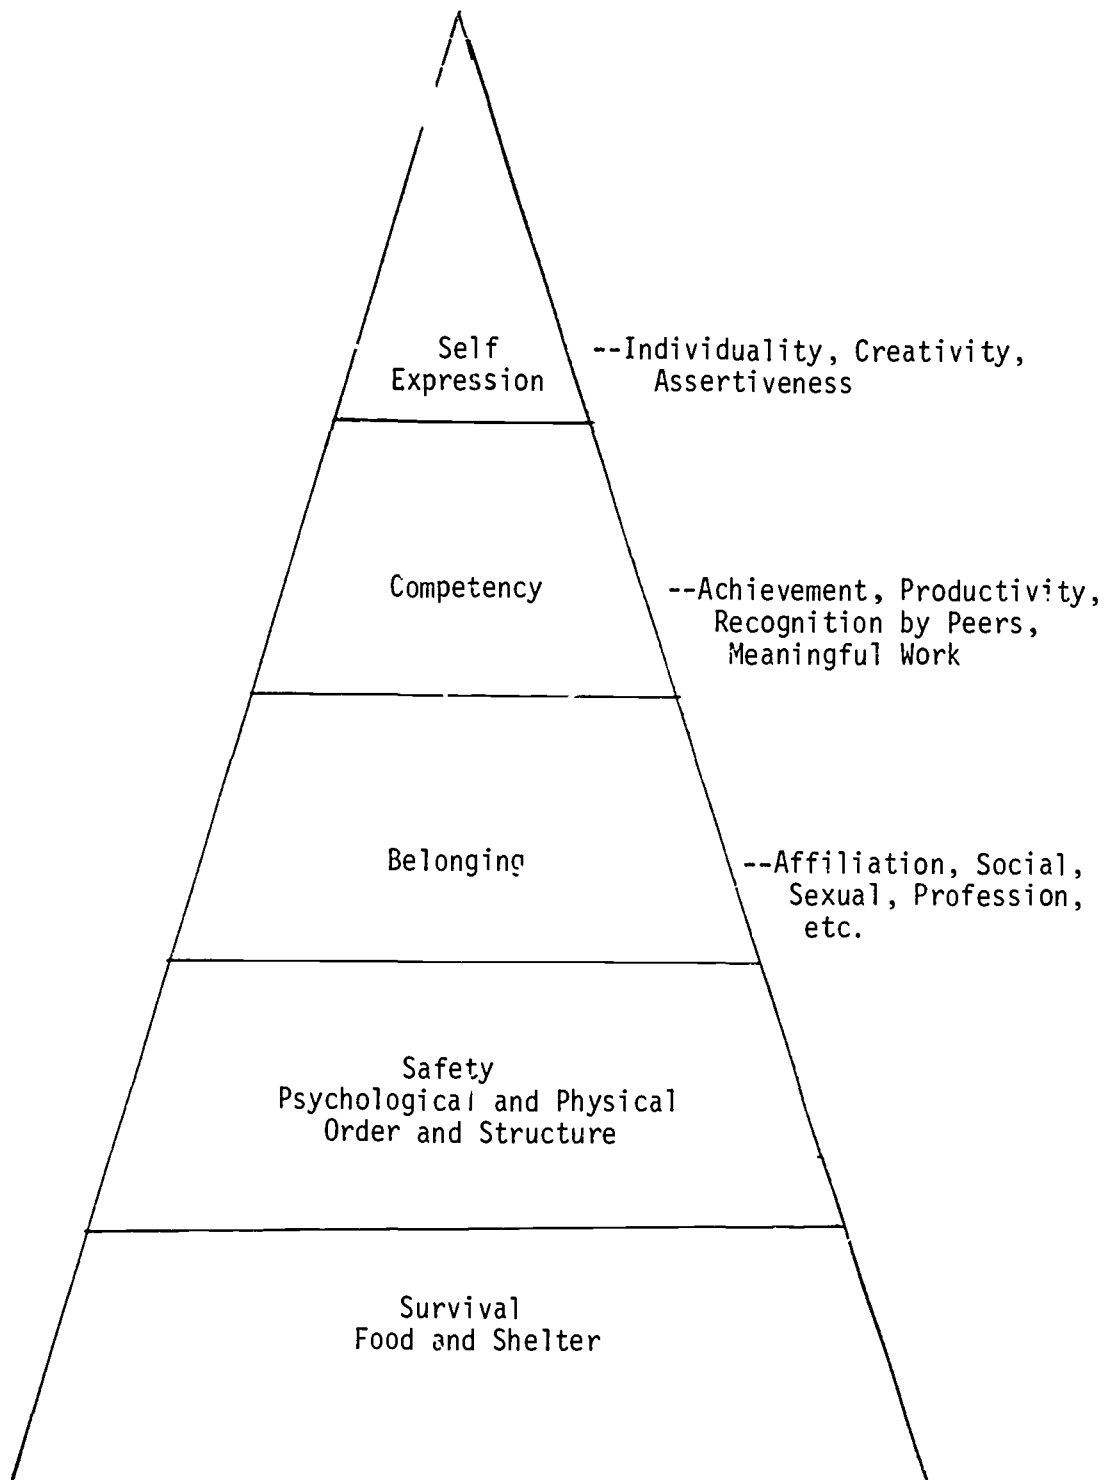 Self
Expression
--Individuality, Creativity,
Assertiveness
Competency
--Achievement, Productivity,
Recognition by Peers,
Meaningful Work
Belonging
--Affiliation, Social,
Sexual, Profession,
etc.
Safety
Psychological and Physical
Order and Structure
Survival
Food and Shelter